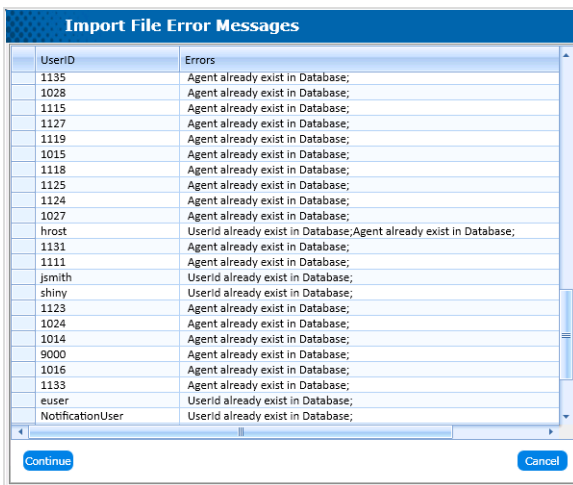 Import File Error Messages
UserID Errors
1135 Agent already exist in Database;
1028 Agent already exist in Database;
1115 Agent already exist in Database;
1127 Agent already exist in Database;
1119 Agent already exist in Database;
1015 Agent already exist in Database;
1118 Agent already exist in Database;
1125 Agent already exist in Database;
1124 Agent already exist in Database;
1027 Agent already exist in Database;
hrost UserId already exist in Database;Agent already exist in Database;
1131 Agent already exist in Database;
1111 Agent already exist in Database;
jsmith UserId already exist in Database;
shiny UserId already exist in Database;
1123 Agent already exist in Database;
1024 Agent already exist in Database;
1014 Agent already exist in Database;
9000 Agent already exist in Database;
1016 Agent already exist in Database;
1133 Agent already exist in Database;
euser UserId already exist in Database;
NotificationUser UserId already exist in Database;
Continue Cancel